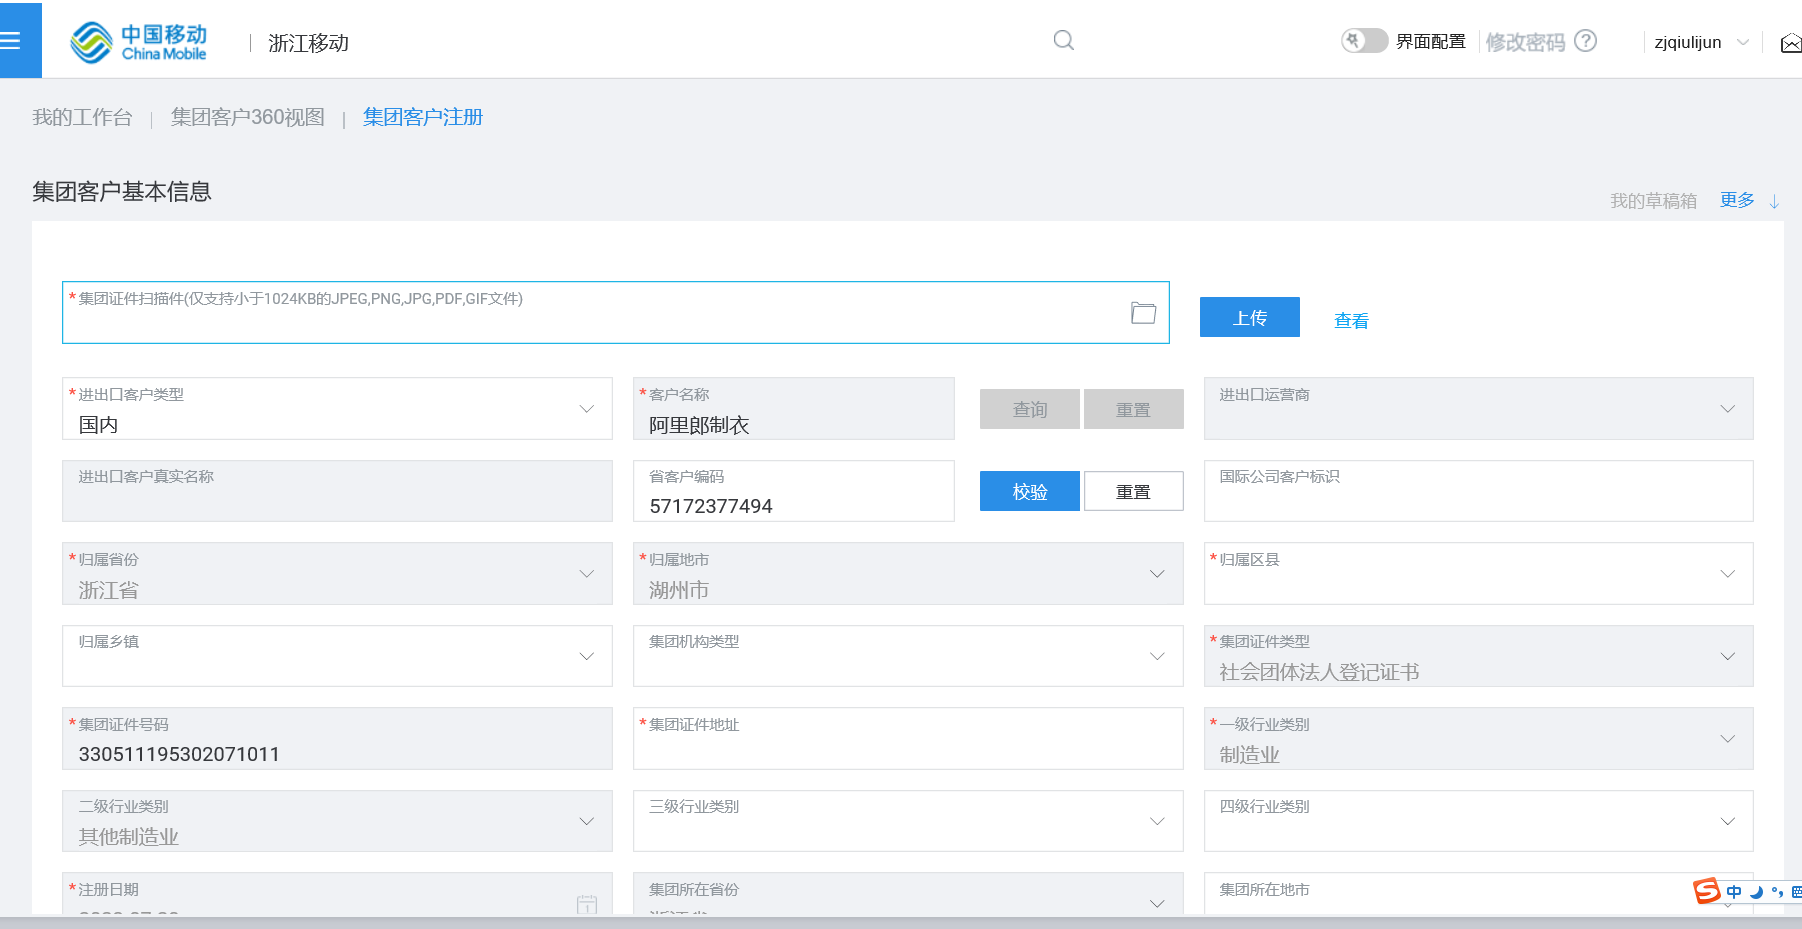 中国移动
China Mobile
浙江移动
界面配置
修改密码
zjqiulijun
我的工作台
集团客户360视图
集团客户注册
集团客户基本信息
我的草稿箱
更多
*集团证件扫描件(仅支持小于1024KB的JPEG,PNG,JPG,PDF,GIF文件)
上传
查看
*进出口客户类型
国内
*客户名称
阿里郎制衣
查询
重置
进出口运营商
进出口客户真实名称
省客户编码
57172377494
校验
重置
国际公司客户标识
*归属省份
浙江省
*归属地市
湖州市
*归属区县
归属乡镇
集团机构类型
*集团证件类型
社会团体法人登记证书
*集团证件号码
330511195302071011
*集团证件地址
*一级行业类别
制造业
二级行业类别
其他制造业
三级行业类别
四级行业类别
*注册日期
集团所在省份
集团所在地市
中